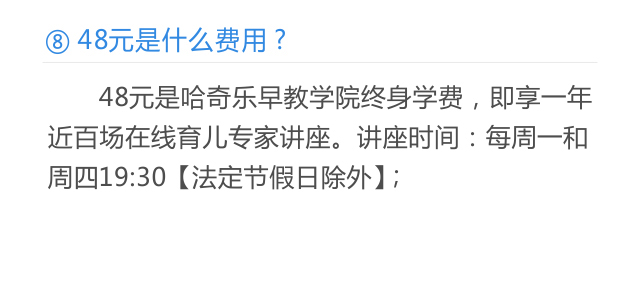 ⑧ 48元是什么费用？
48元是哈奇乐早教学院终身学费，即享一年
近百场在线育儿专家讲座。讲座时间：每周一和
周四19:30【法定节假日除外】;